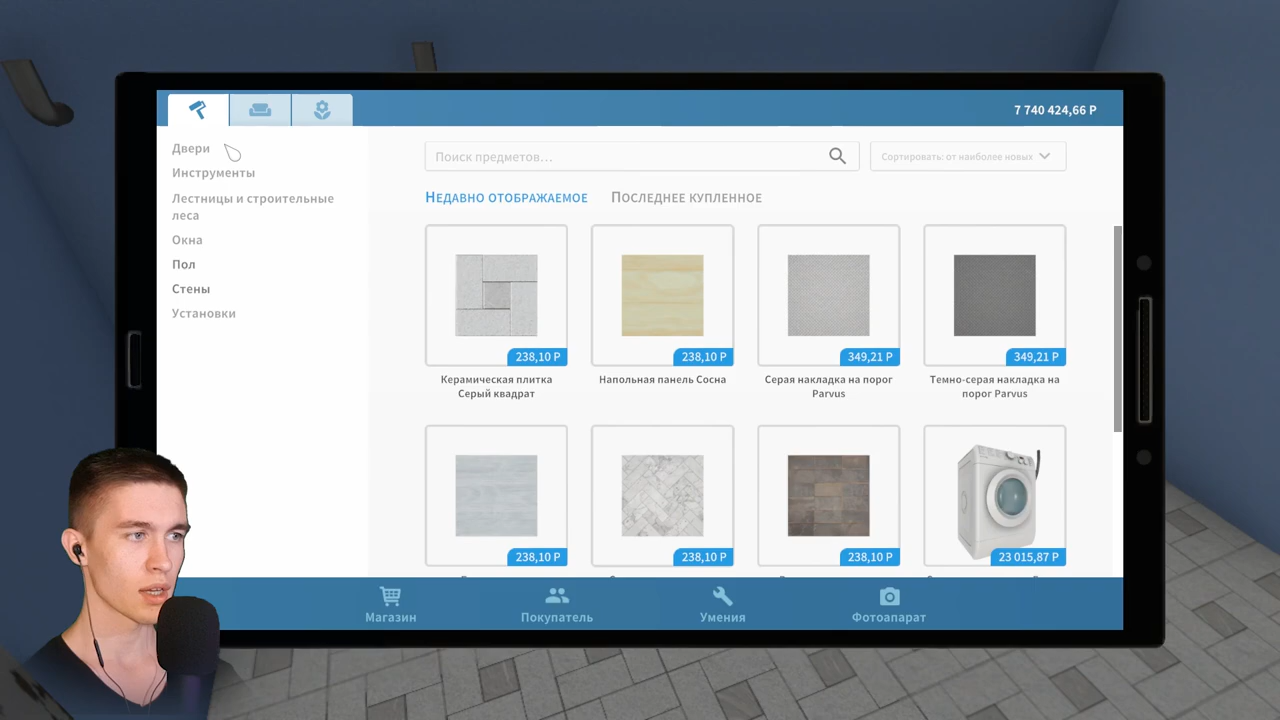 7 740 424,66 Р
Двери
Инструменты
Лестницы и строительные
леса
Окна
Пол
Стены
Установки
Поиск предметов...
Сортировать: от наиболее новых
Недавно отображаемое
Последнее купленное
238,10 Р
Керамическая плитка
Серый квадрат
238,10 Р
Напольная панель Сосна
349,21 Р
Серая накладка на порог
Parvus
349,21 Р
Темно-серая накладка на
порог Parvus
238,10 Р
238,10 Р
238,10 Р
23 015,87 Р
Магазин
Покупатель
Умения
Фотоаппарат